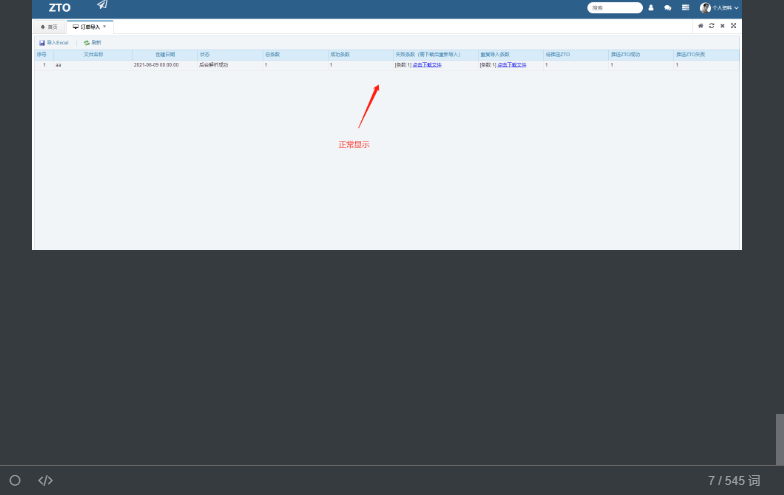 ZTO
搜索
个人资料
首页
订单导入
导入Excel
刷新
序号 文件名称 创建日期 状态 总条数 成功条数 失败条数（需下载后重新导入） 重复导入条数 待推送ZTO 推送ZTO成功 推送ZTO失败
1 aa 2021-06-09 00:00:00 后台解析成功 1 1 [条数:1] 点击下载文件 [条数:1] 点击下载文件 1 1 1
正常显示
7 / 545 词